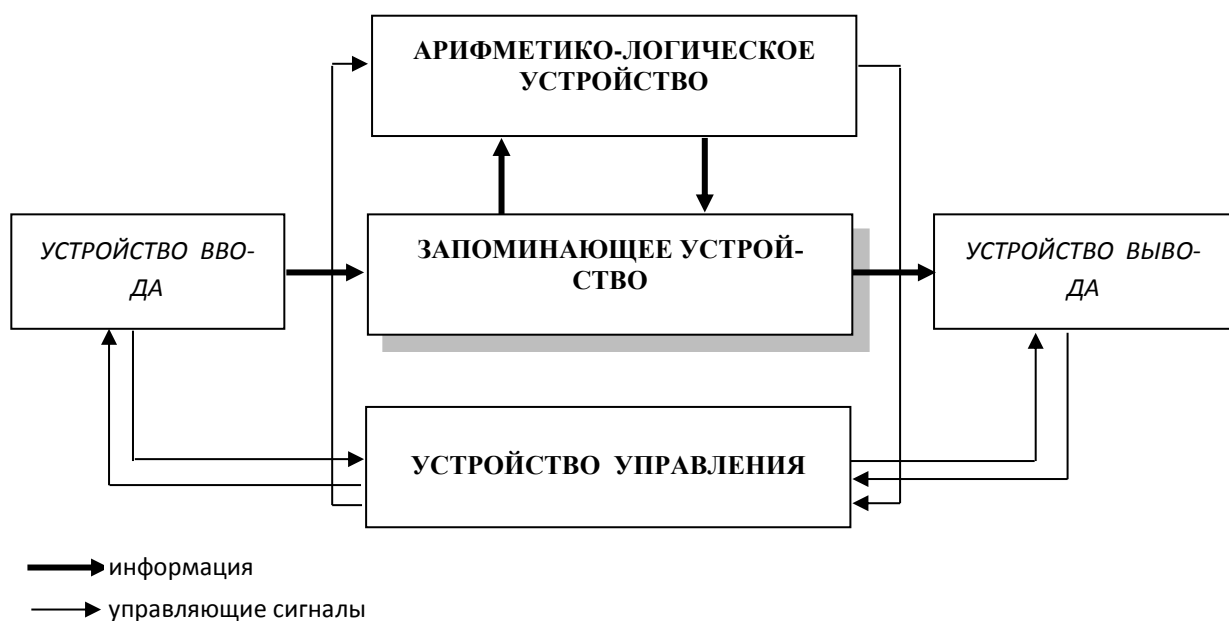 АРИФМЕТИКО-ЛОГИЧЕСКОЕ
УСТРОЙСТВО
УСТРОЙСТВО ВВО-
ДА
ЗАПОМИНАЮЩЕЕ УСТРОЙ-
СТВО
УСТРОЙСТВО ВЫВО-
ДА
УСТРОЙСТВО УПРАВЛЕНИЯ
информация
управляющие сигналы